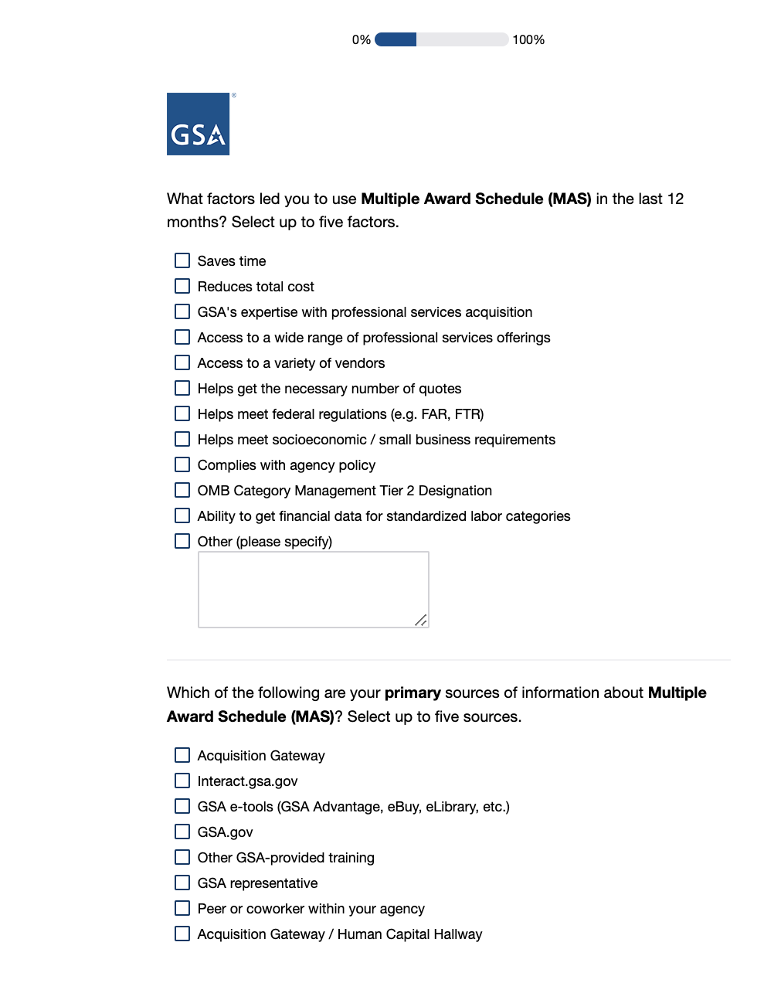 0% 100%
GSA ®
What factors led you to use Multiple Award Schedule (MAS) in the last 12
months? Select up to five factors.
Saves time
Reduces total cost
GSA's expertise with professional services acquisition
Access to a wide range of professional services offerings
Access to a variety of vendors
Helps get the necessary number of quotes
Helps meet federal regulations (e.g. FAR, FTR)
Helps meet socioeconomic / small business requirements
Complies with agency policy
OMB Category Management Tier 2 Designation
Ability to get financial data for standardized labor categories
Other (please specify)
Which of the following are your primary sources of information about Multiple
Award Schedule (MAS)? Select up to five sources.
Acquisition Gateway
Interact.gsa.gov
GSA e-tools (GSA Advantage, eBuy, eLibrary, etc.)
GSA.gov
Other GSA-provided training
GSA representative
Peer or coworker within your agency
Acquisition Gateway / Human Capital Hallway